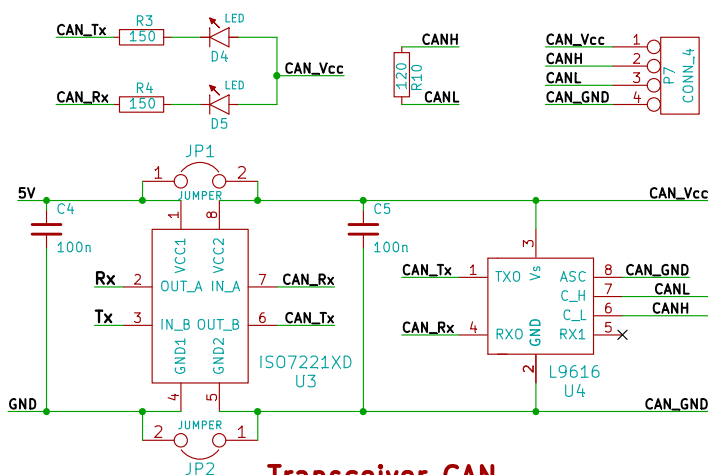 CAN_Tx R3 150 LED D4
CAN_Vcc
CAN_Rx R4 150 LED D5
CANH
120 R10
CANL
CAN_Vcc 1
CANH 2
CANL 3
CAN_GND 4
P7 CONN_4
JP1
1 2
JUMPER
5V
C4
100n
1 8
VCC1 VCC2
Rx 2 OUT_A IN_A 7 CAN_Rx
Tx 3 IN_B OUT_B 6 CAN_Tx
GND1 GND2
4 5
ISO7221XD
U3
GND
JUMPER
2 1
JP2
C5
100n
CAN_Vcc
3
Vs
CAN_Tx 1 TXO ASC 8 CAN_GND
C_H 7 CANL
C_L 6 CANH
CAN_Rx 4 RXO GND RX1 5
2
L9616
U4
CAN_GND
Transceiver CAN